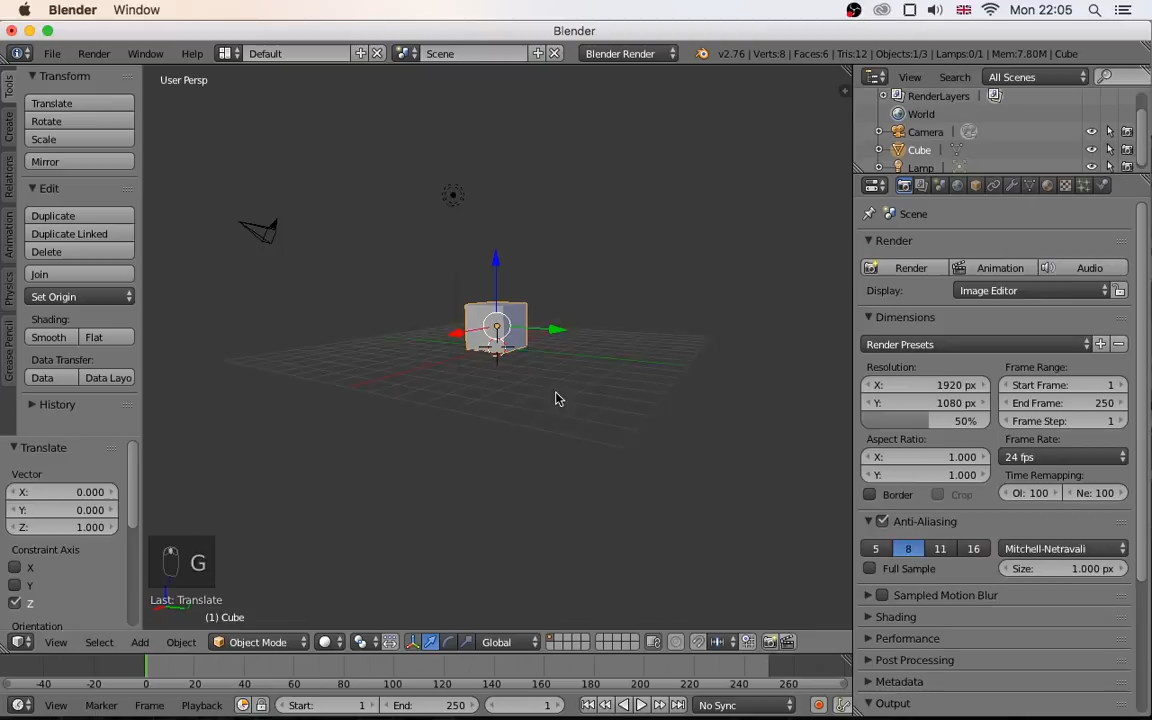 Blender Window Mon 22:05
Blender
File Render Window Help Default Scene Blender Render v2.76 | Verts:8 | Faces:6 | Tris:12 | Objects:1/3 | Lamps:0/1 | Mem:7.80M | Cube
Tools
Create
Relations
Animation
Physics
Grease Pencil
Transform
Translate
Rotate
Scale
Mirror
Edit
Duplicate
Duplicate Linked
Delete
Join
Set Origin
Shading:
Smooth Flat
Data Transfer:
Data Data Layo
History
Translate
Vector
X: 0.000
Y: 0.000
Z: 1.000
Constraint Axis
X
Y
Z
Orientation
User Persp
G
Last: Translate
(1) Cube
View Select Add Object Object Mode Global
-40 -20 0 20 40 60 80 100 120 140 160 180 200 220 240 260
View Marker Frame Playback Start: 1 End: 250 1 No Sync
View Search All Scenes
RenderLayers
World
Camera
Cube
Lamp
Scene
Render
Render Animation Audio
Display: Image Editor
Dimensions
Render Presets
Resolution: Frame Range:
X: 1920 px Start Frame: 1
Y: 1080 px End Frame: 250
50% Frame Step: 1
Aspect Ratio: Frame Rate:
X: 1.000 24 fps
Y: 1.000 Time Remapping:
Border Crop Ol: 100 Ne: 100
Anti-Aliasing
5 8 11 16 Mitchell-Netravali
Full Sample Size: 1.000 px
Sampled Motion Blur
Shading
Performance
Post Processing
Metadata
Output